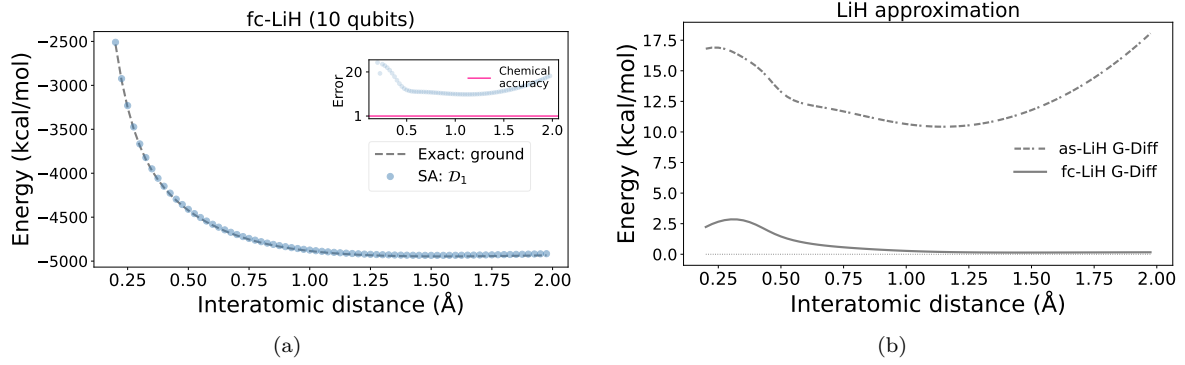 fc-LiH (10 qubits)
Energy (kcal/mol)
−2500
−3000
−3500
−4000
−4500
−5000
0.25
0.50
0.75
1.00
1.25
1.50
1.75
2.00
Interatomic distance (Å)
Error
20
1
0.5
1.0
1.5
2.0
Chemical
accuracy
Exact: ground
SA: 𝒟₁
(a)
LiH approximation
Energy (kcal/mol)
17.5
15.0
12.5
10.0
7.5
5.0
2.5
0.0
0.25
0.50
0.75
1.00
1.25
1.50
1.75
2.00
Interatomic distance (Å)
as-LiH G-Diff
fc-LiH G-Diff
(b)